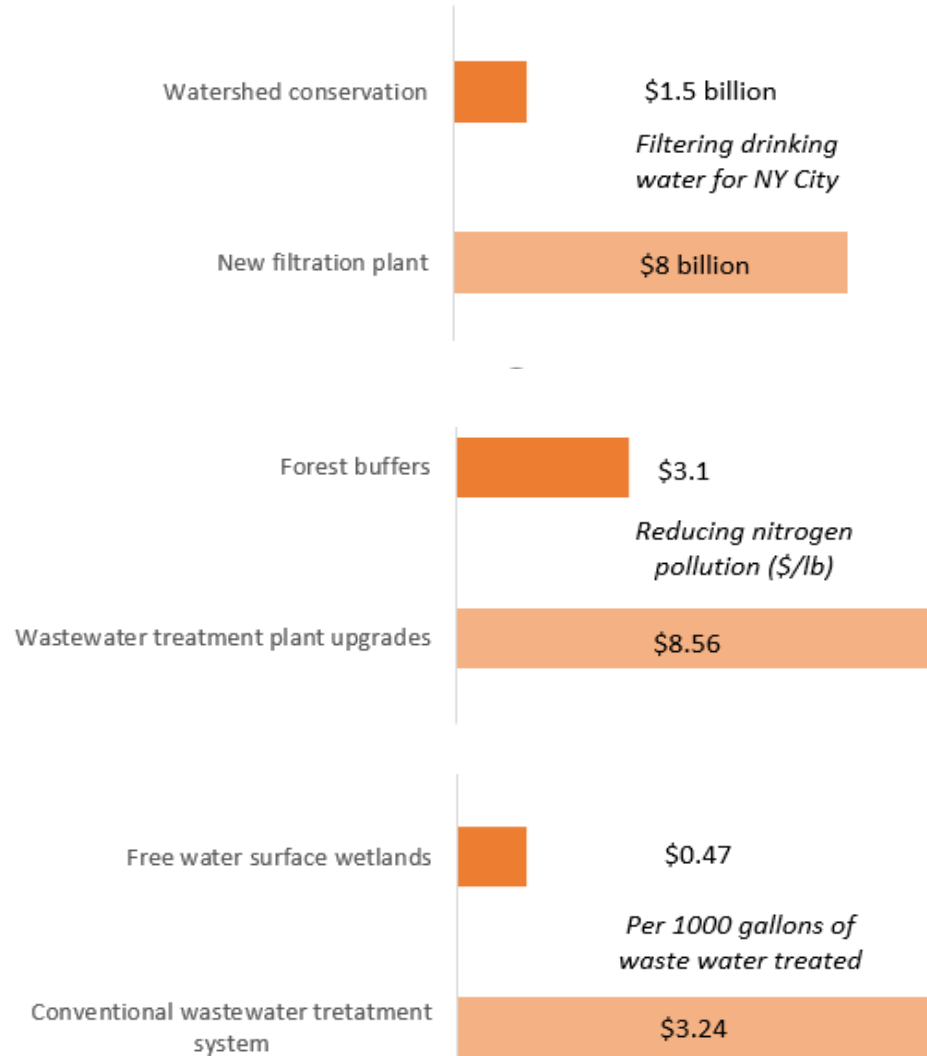 Watershed conservation
$1.5 billion
Filtering drinking
water for NY City
New filtration plant
$8 billion
Forest buffers
$3.1
Reducing nitrogen
pollution ($/lb)
Wastewater treatment plant upgrades
$8.56
Free water surface wetlands
$0.47
Per 1000 gallons of
waste water treated
Conventional wastewater tretatment
system
$3.24